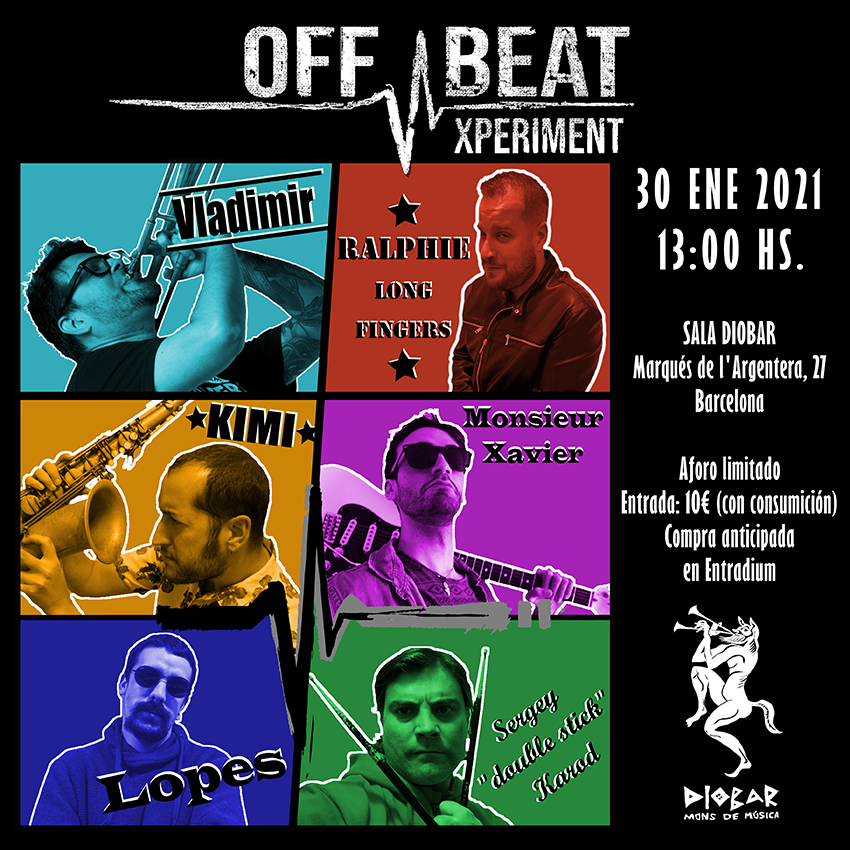 OFF BEAT
XPERIMENT
Vladimir
RALPHIE
LONG
FINGERS
30 ENE 2021
13:00 HS.
SALA DIOBAR
Marqués de l'Argentera, 27
Barcelona
KIMI
Monsieur
Xavier
Aforo limitado
Entrada: 10€ (con consumición)
Compra anticipada
en Entradium
Lopes
Sergey
"double stick"
Karod
DIOBAR
MONS DE MÚSICA